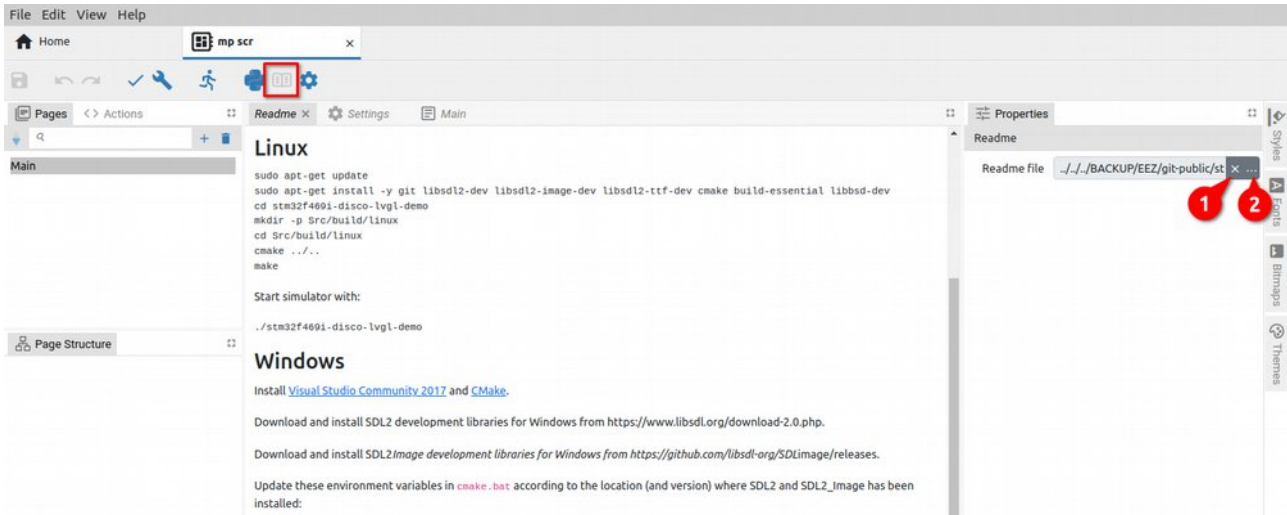 File Edit View Help
Home
mp scr
Pages
Actions
Readme
Settings
Main
Properties
Main
Readme
Readme file
../../../BACKUP/EEZ/git-public/st
1
2
Linux
sudo apt-get update
sudo apt-get install -y git libsdl2-dev libsdl2-image-dev libsdl2-ttf-dev cmake build-essential libbsd-dev
cd stm32f469i-disco-lvgl-demo
mkdir -p Src/build/linux
cd Src/build/linux
cmake ../..
make
Start simulator with:
./stm32f469i-disco-lvgl-demo
Page Structure
Windows
Install Visual Studio Community 2017 and CMake.
Download and install SDL2 development libraries for Windows from https://www.libsdl.org/download-2.0.php.
Download and install SDL2Image development libraries for Windows from https://github.com/libsdl-org/SDLimage/releases.
Update these environment variables in cmake.bat according to the location (and version) where SDL2 and SDL2_Image has been
installed:
Styles
Fonts
Bitmaps
Themes